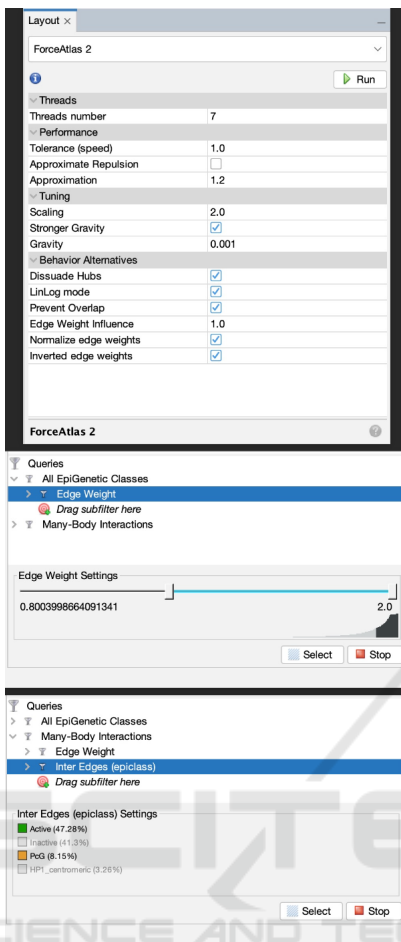 Layout ×
ForceAtlas 2
Run
Threads
Threads number 7
Performance
Tolerance (speed) 1.0
Approximate Repulsion
Approximation 1.2
Tuning
Scaling 2.0
Stronger Gravity
Gravity 0.001
Behavior Alternatives
Dissuade Hubs
LinLog mode
Prevent Overlap
Edge Weight Influence 1.0
Normalize edge weights
Inverted edge weights
ForceAtlas 2
Queries
All EpiGenetic Classes
Edge Weight
Drag subfilter here
Many-Body Interactions
Edge Weight Settings
0.8003998664091341 2.0
Select Stop
Queries
All EpiGenetic Classes
Many-Body Interactions
Edge Weight
Inter Edges (epiclass)
Drag subfilter here
Inter Edges (epiclass) Settings
Active (47.28%)
Inactive (41.3%)
PcG (8.15%)
HP1_centromeric (3.26%)
Select Stop
SCITE
SCIENCE AND TE